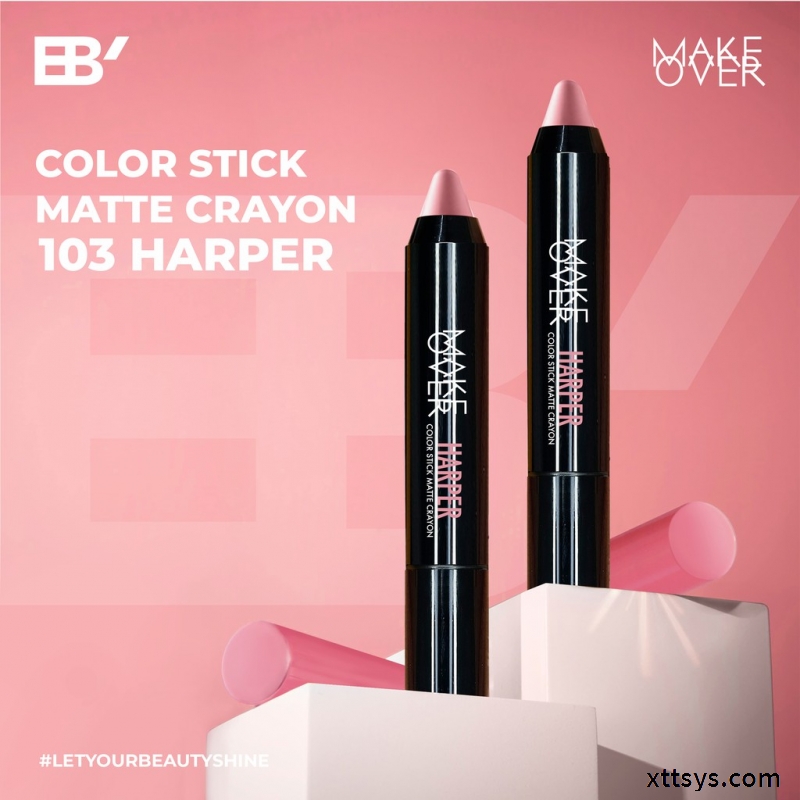 EB'
MAKE
OVER
COLOR STICK
MATTE CRAYON
103 HARPER
MAKE
OVER
HARPER
COLOR STICK MATTE CRAYON
MAKE
OVER
HARPER
COLOR STICK MATTE CRAYON
#LETYOURBEAUTYSHINE
xttsys.com